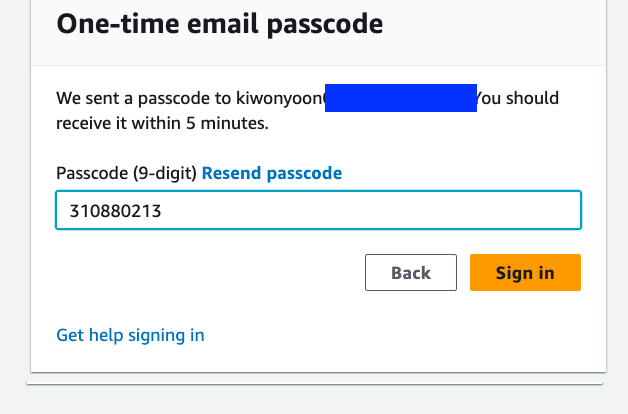 One-time email passcode
We sent a passcode to kiwonyoon You should
receive it within 5 minutes.
Passcode (9-digit) Resend passcode
310880213
Back Sign in
Get help signing in